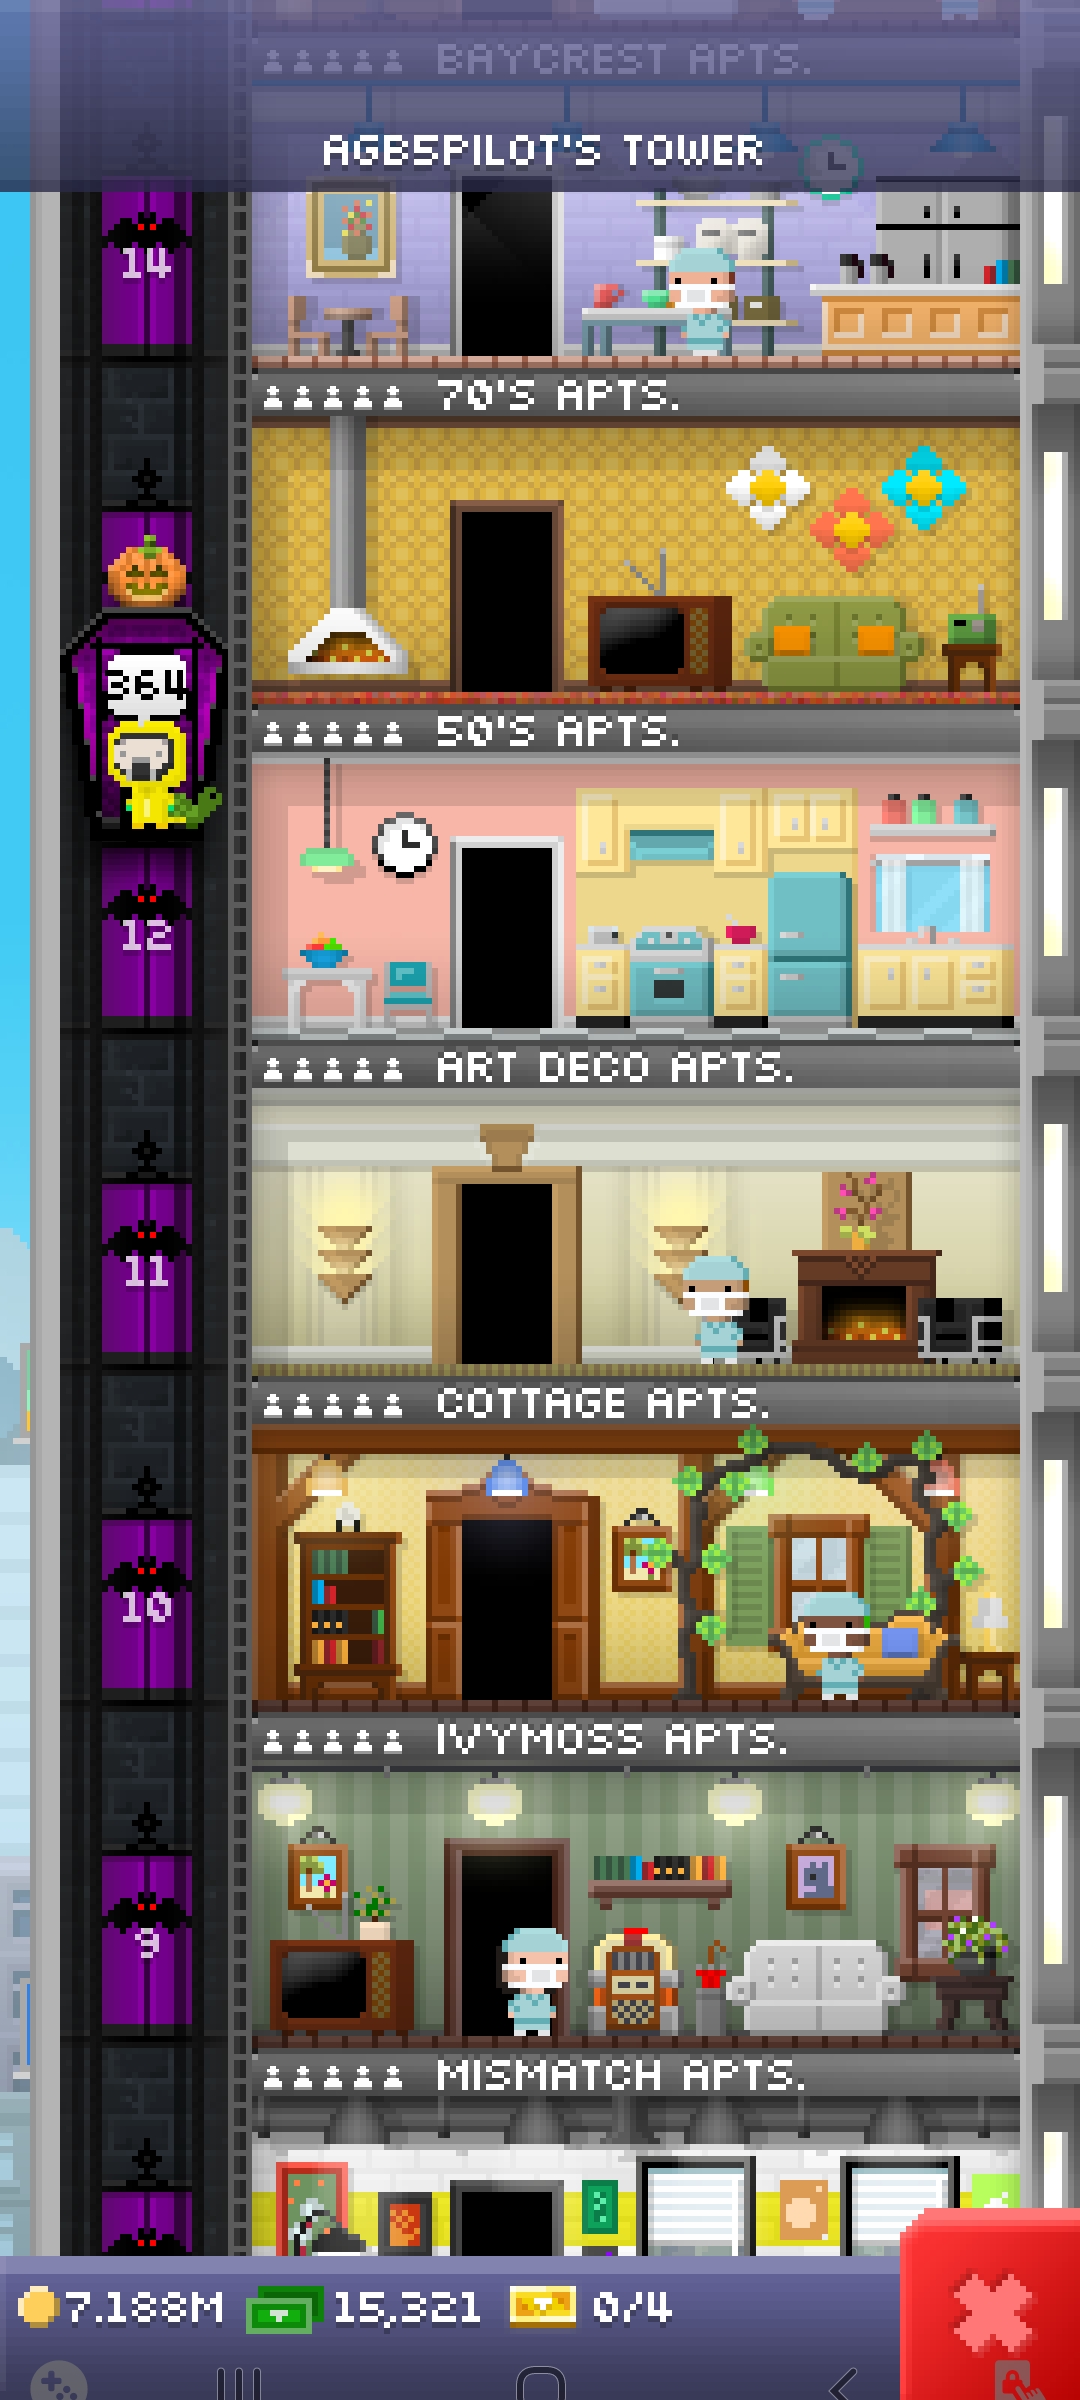 BAYCREST APTS.
AGB5PILOT'S TOWER
14
70'S APTS.
364
50'S APTS.
12
ART DECO APTS.
11
COTTAGE APTS.
10
IVYMOSS APTS.
9
MISMATCH APTS.
7.188M 15,321 0/4